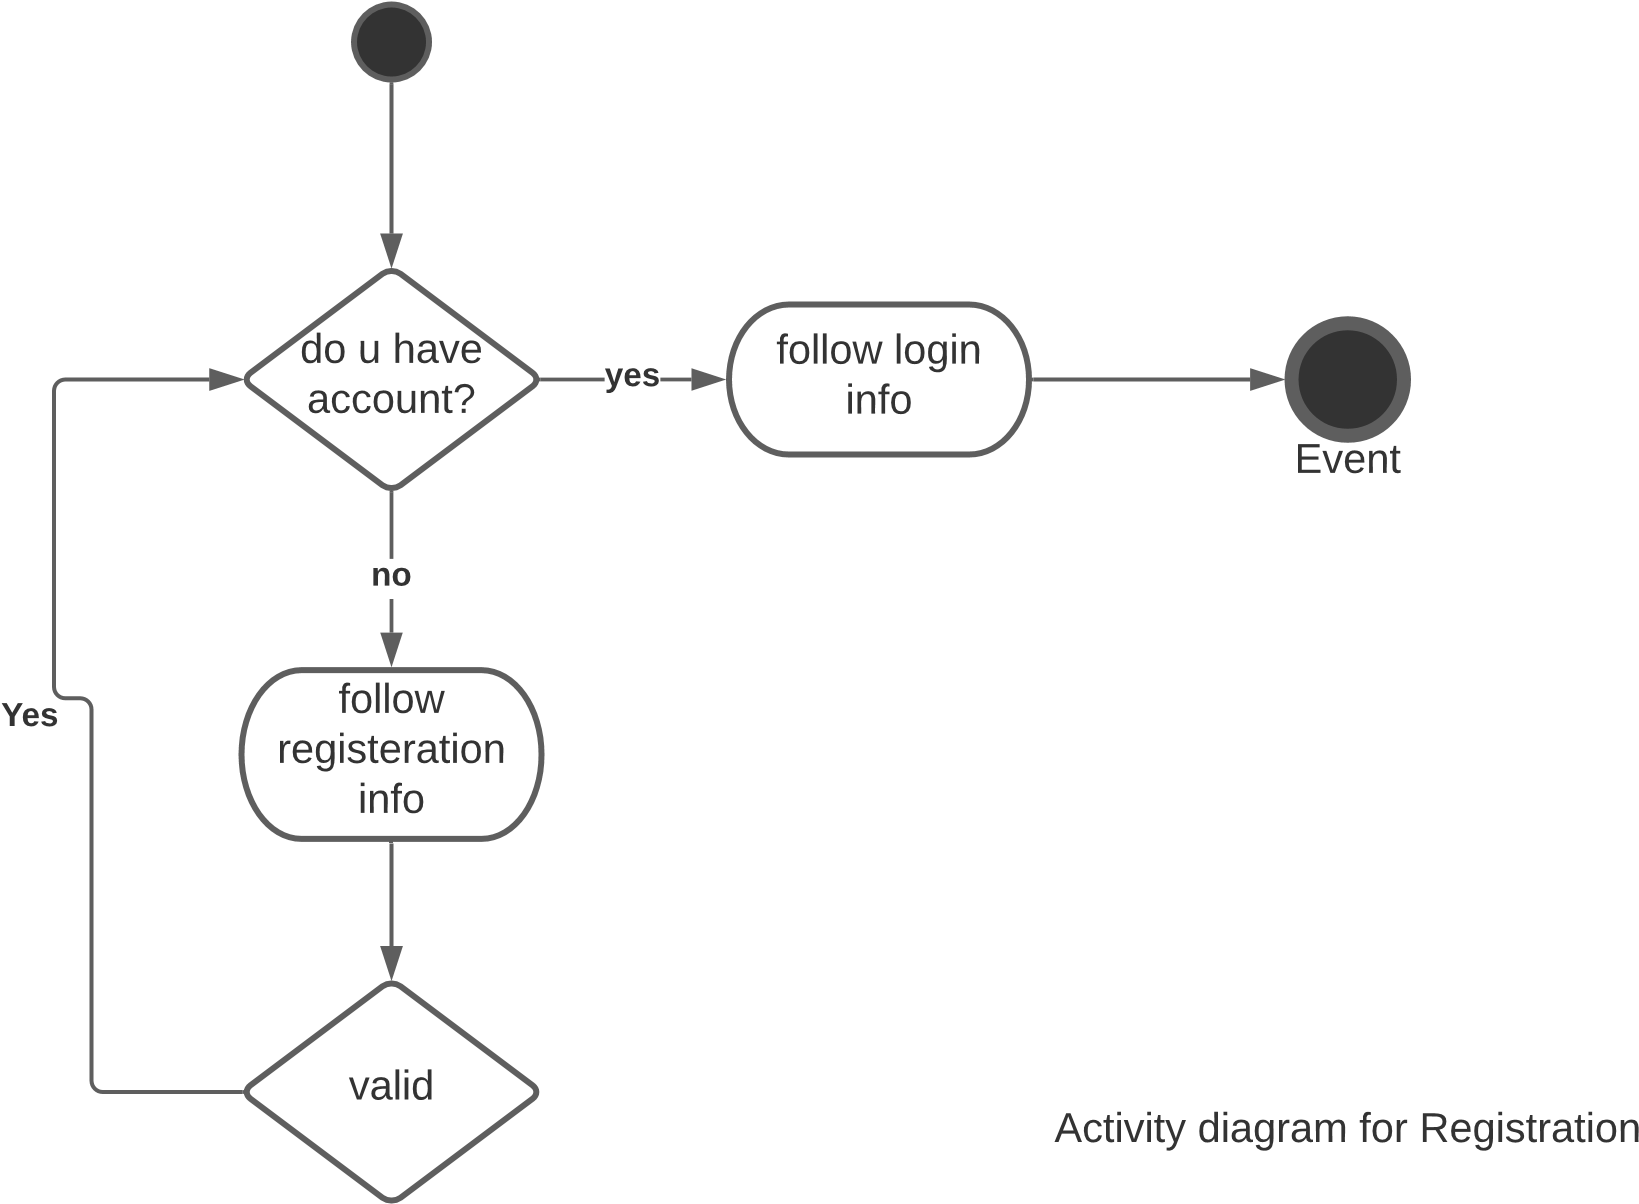 do u have
account?
yes
follow login
info
Event
no
follow
registeration
info
Yes
valid
Activity diagram for Registration